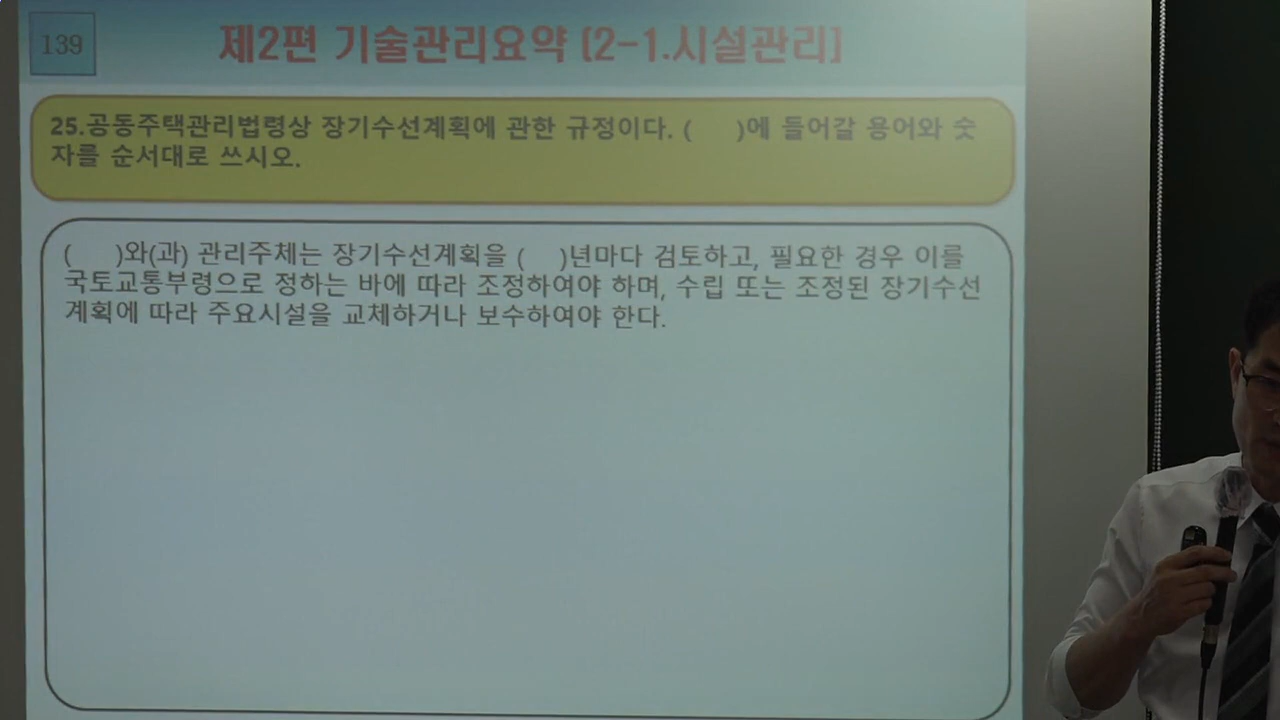 139
제2편 기술관리요약 [2-1.시설관리]
25.공동주택관리법령상 장기수선계획에 관한 규정이다. ( )에 들어갈 용어와 숫
자를 순서대로 쓰시오.
( )와(과) 관리주체는 장기수선계획을 ( )년마다 검토하고, 필요한 경우 이를
국토교통부령으로 정하는 바에 따라 조정하여야 하며, 수립 또는 조정된 장기수선
계획에 따라 주요시설을 교체하거나 보수하여야 한다.